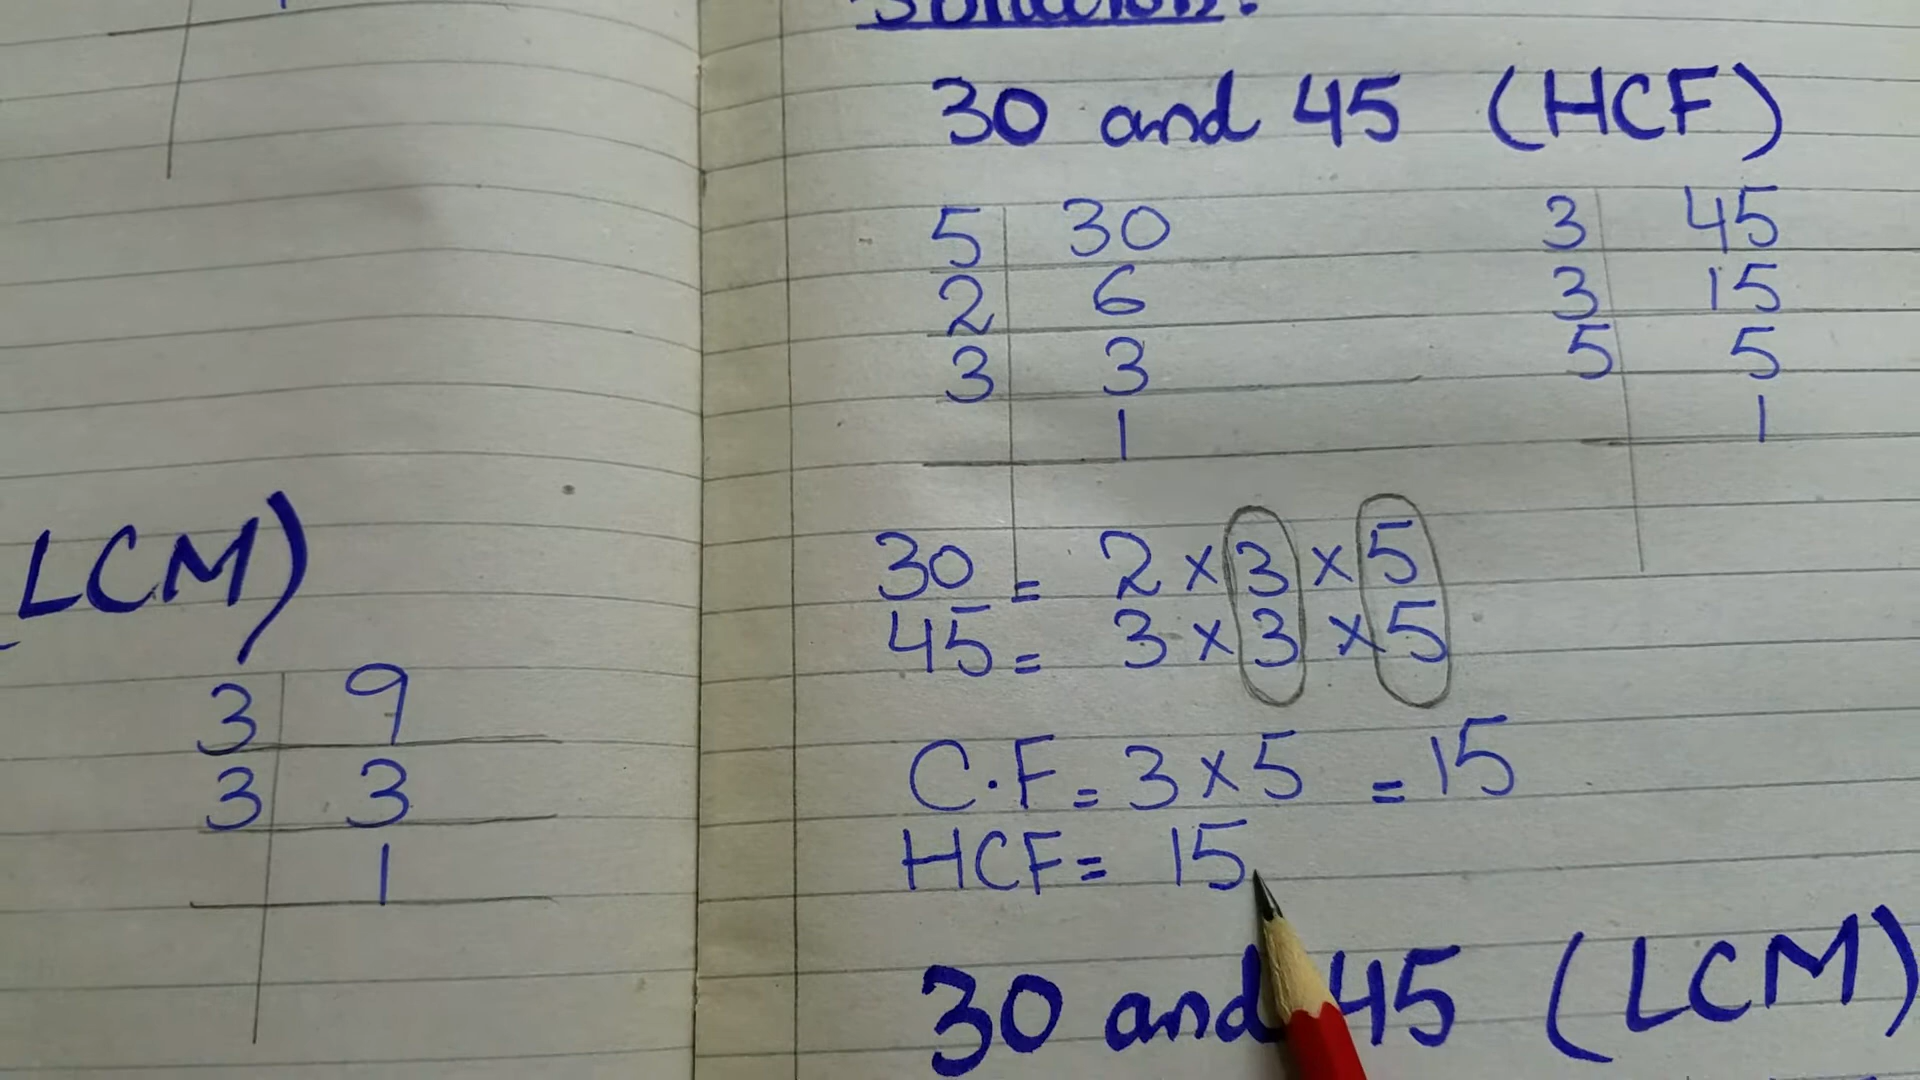 LCM)
3 9
3 3
1
Solution:
30 and 45 (HCF)
5 30 3 45
2 6 3 15
3 3 5 5
1 1
30 = 2 × 3 × 5
45 = 3 × 3 × 5
C.F = 3 × 5 = 15
HCF = 15
30 and 45 (LCM)